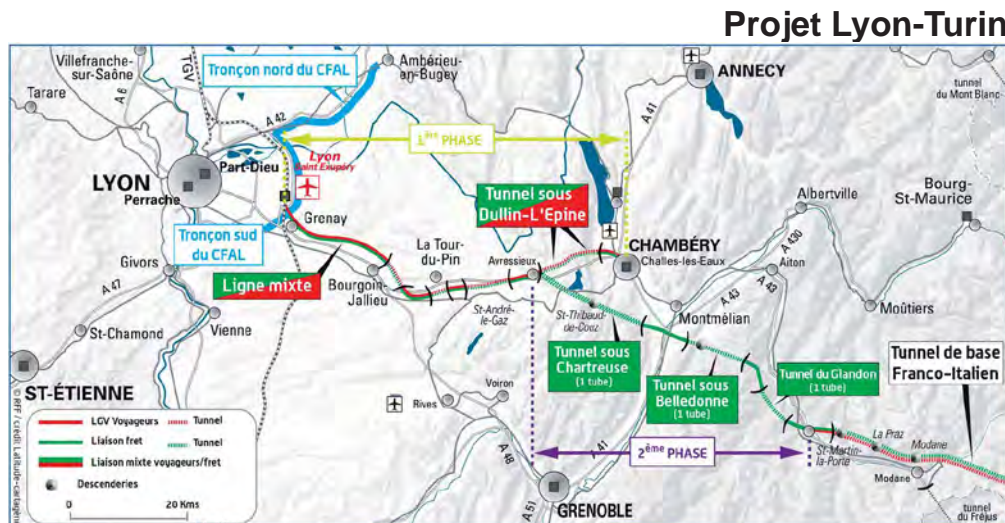 Projet Lyon-Turin
Villefranche-
sur-Saône
Tarare
A 6
TGV
Tronçon nord du CFAL
Ambérieu-
en-Bugey
A 42
ANNECY
A 41
tunnel
du Mont Blanc
1ère PHASE
LYON
Part-Dieu
Perrache
Lyon
Saint Exupéry
Grenay
Tronçon sud
du CFAL
Givors
A 47
St-Chamond
Vienne
ST-ÉTIENNE
Ligne mixte
Bourgoin-
Jallieu
La Tour-
du-Pin
St-André-
le-Gaz
Avressieux
Tunnel sous
Dullin-L'Epine
CHAMBÉRY
Challes-les-Eaux
Albertville
Bourg-
St-Maurice
A 430
Aiton
A 43
A 43
Moûtiers
Montmélian
St-Thibaud-
de-Couz
Tunnel sous
Chartreuse
(1 tube)
Tunnel sous
Belledonne
(1 tube)
Tunnel du Glandon
(1 tube)
Tunnel de base
Franco-Italien
Voiron
Rives
A 48
A 41
A 51
GRENOBLE
2ème PHASE
St-Martin-
la-Porte
La Praz
Modane
Modane
tunnel
du Fréjus
© RFF / crédit Latitude-cartagène
LGV Voyageurs
Tunnel
Liaison fret
Tunnel
Liaison mixte voyageurs/fret
Descenderies
0
20 Kms